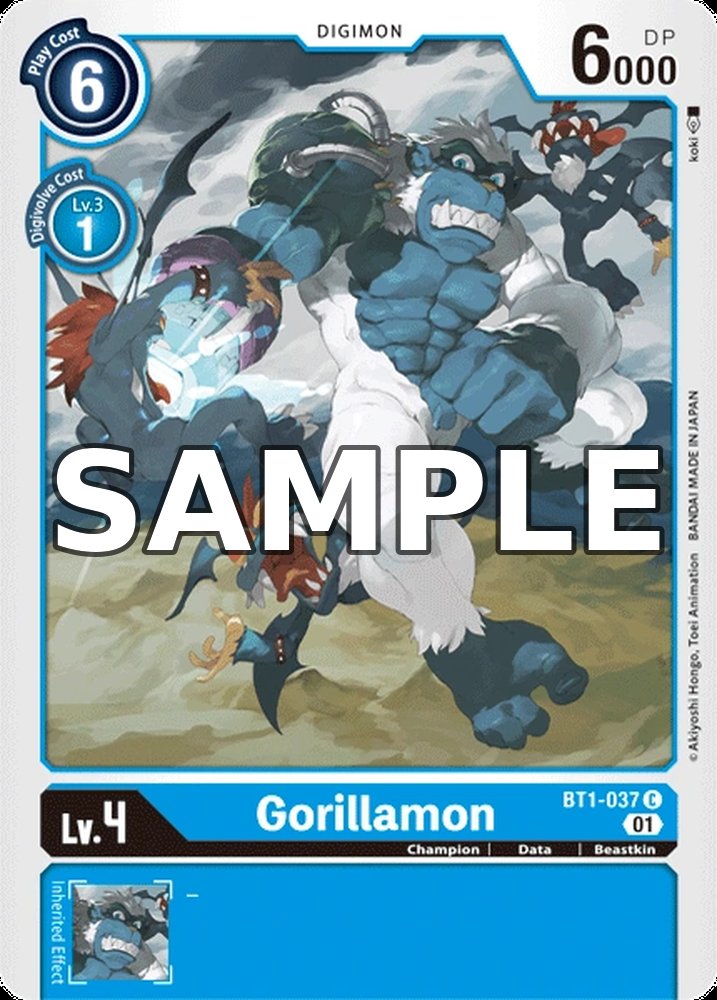 Play Cost
6
DIGIMON
6000
DP
Digivolve Cost
Lv.3
1
koki
SAMPLE
©Akiyoshi Hongo, Toei Animation BANDAI MADE IN JAPAN
Lv.4
Gorillamon
BT1-037 C
01
Champion | Data | Beastkin
Inherited Effect
–